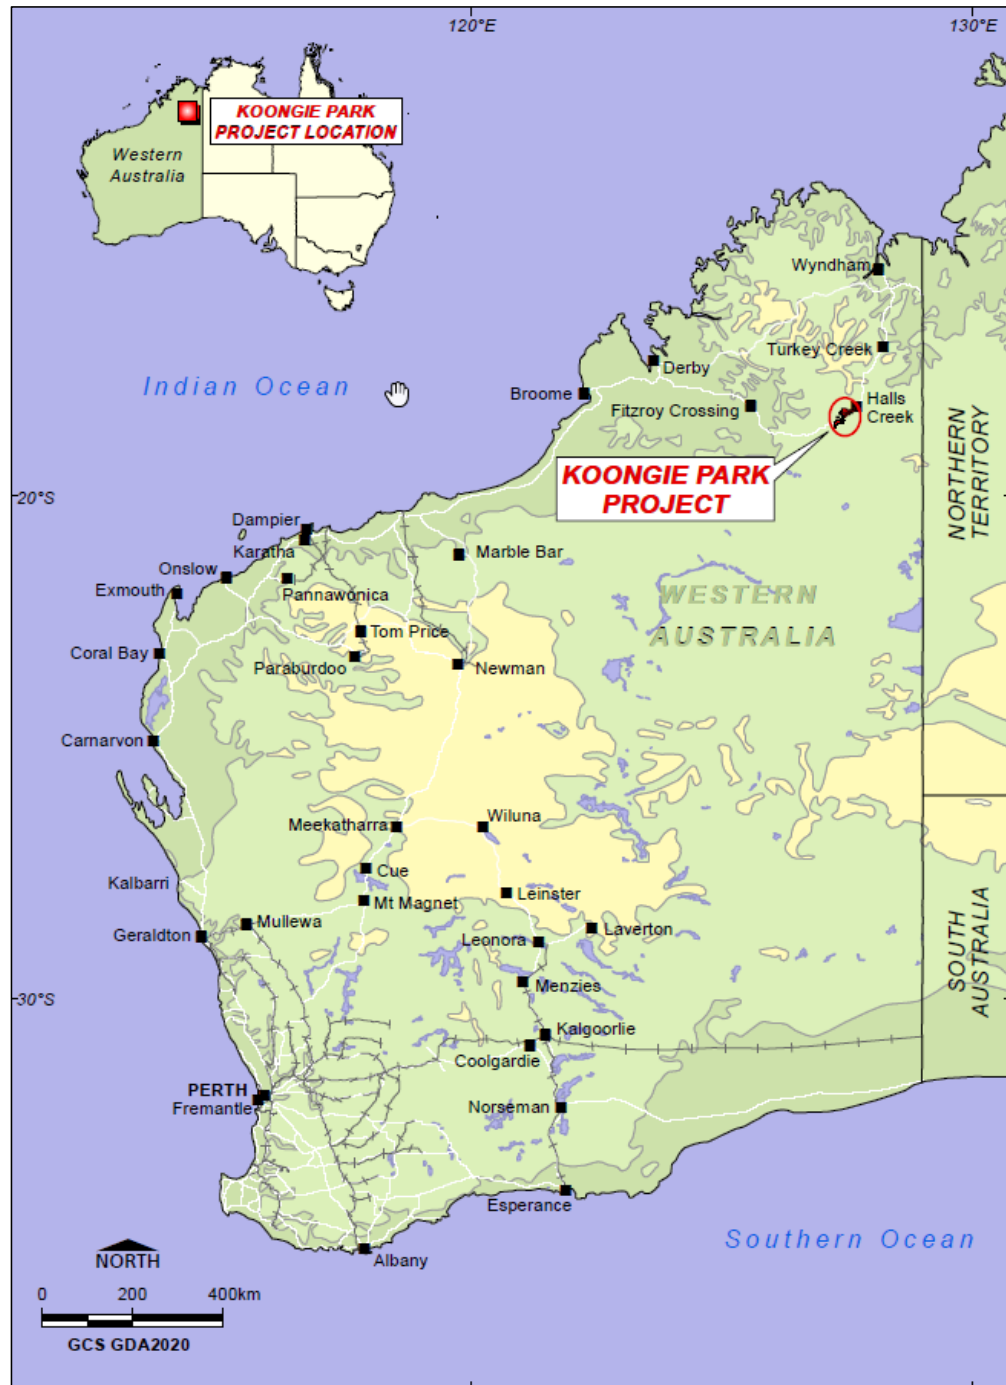 120°E
130°E
KOONGIE PARK
PROJECT LOCATION
Western
Australia
Wyndham
Turkey Creek
Indian Ocean
Derby
Broome
Fitzroy Crossing
Halls
Creek
KOONGIE PARK
PROJECT
NORTHERN
TERRITORY
20°S
Dampier
Karatha
Marble Bar
Onslow
Exmouth
Pannawonica
WESTERN
AUSTRALIA
Tom Price
Coral Bay
Paraburdoo
Newman
Carnarvon
Meekatharra
Wiluna
Cue
Kalbarri
Leinster
Mt Magnet
Mullewa
Laverton
Geraldton
Leonora
SOUTH
AUSTRALIA
Menzies
30°S
Kalgoorlie
Coolgardie
PERTH
Fremantle
Norseman
Esperance
Southern Ocean
NORTH
Albany
0 200 400km
GCS GDA2020